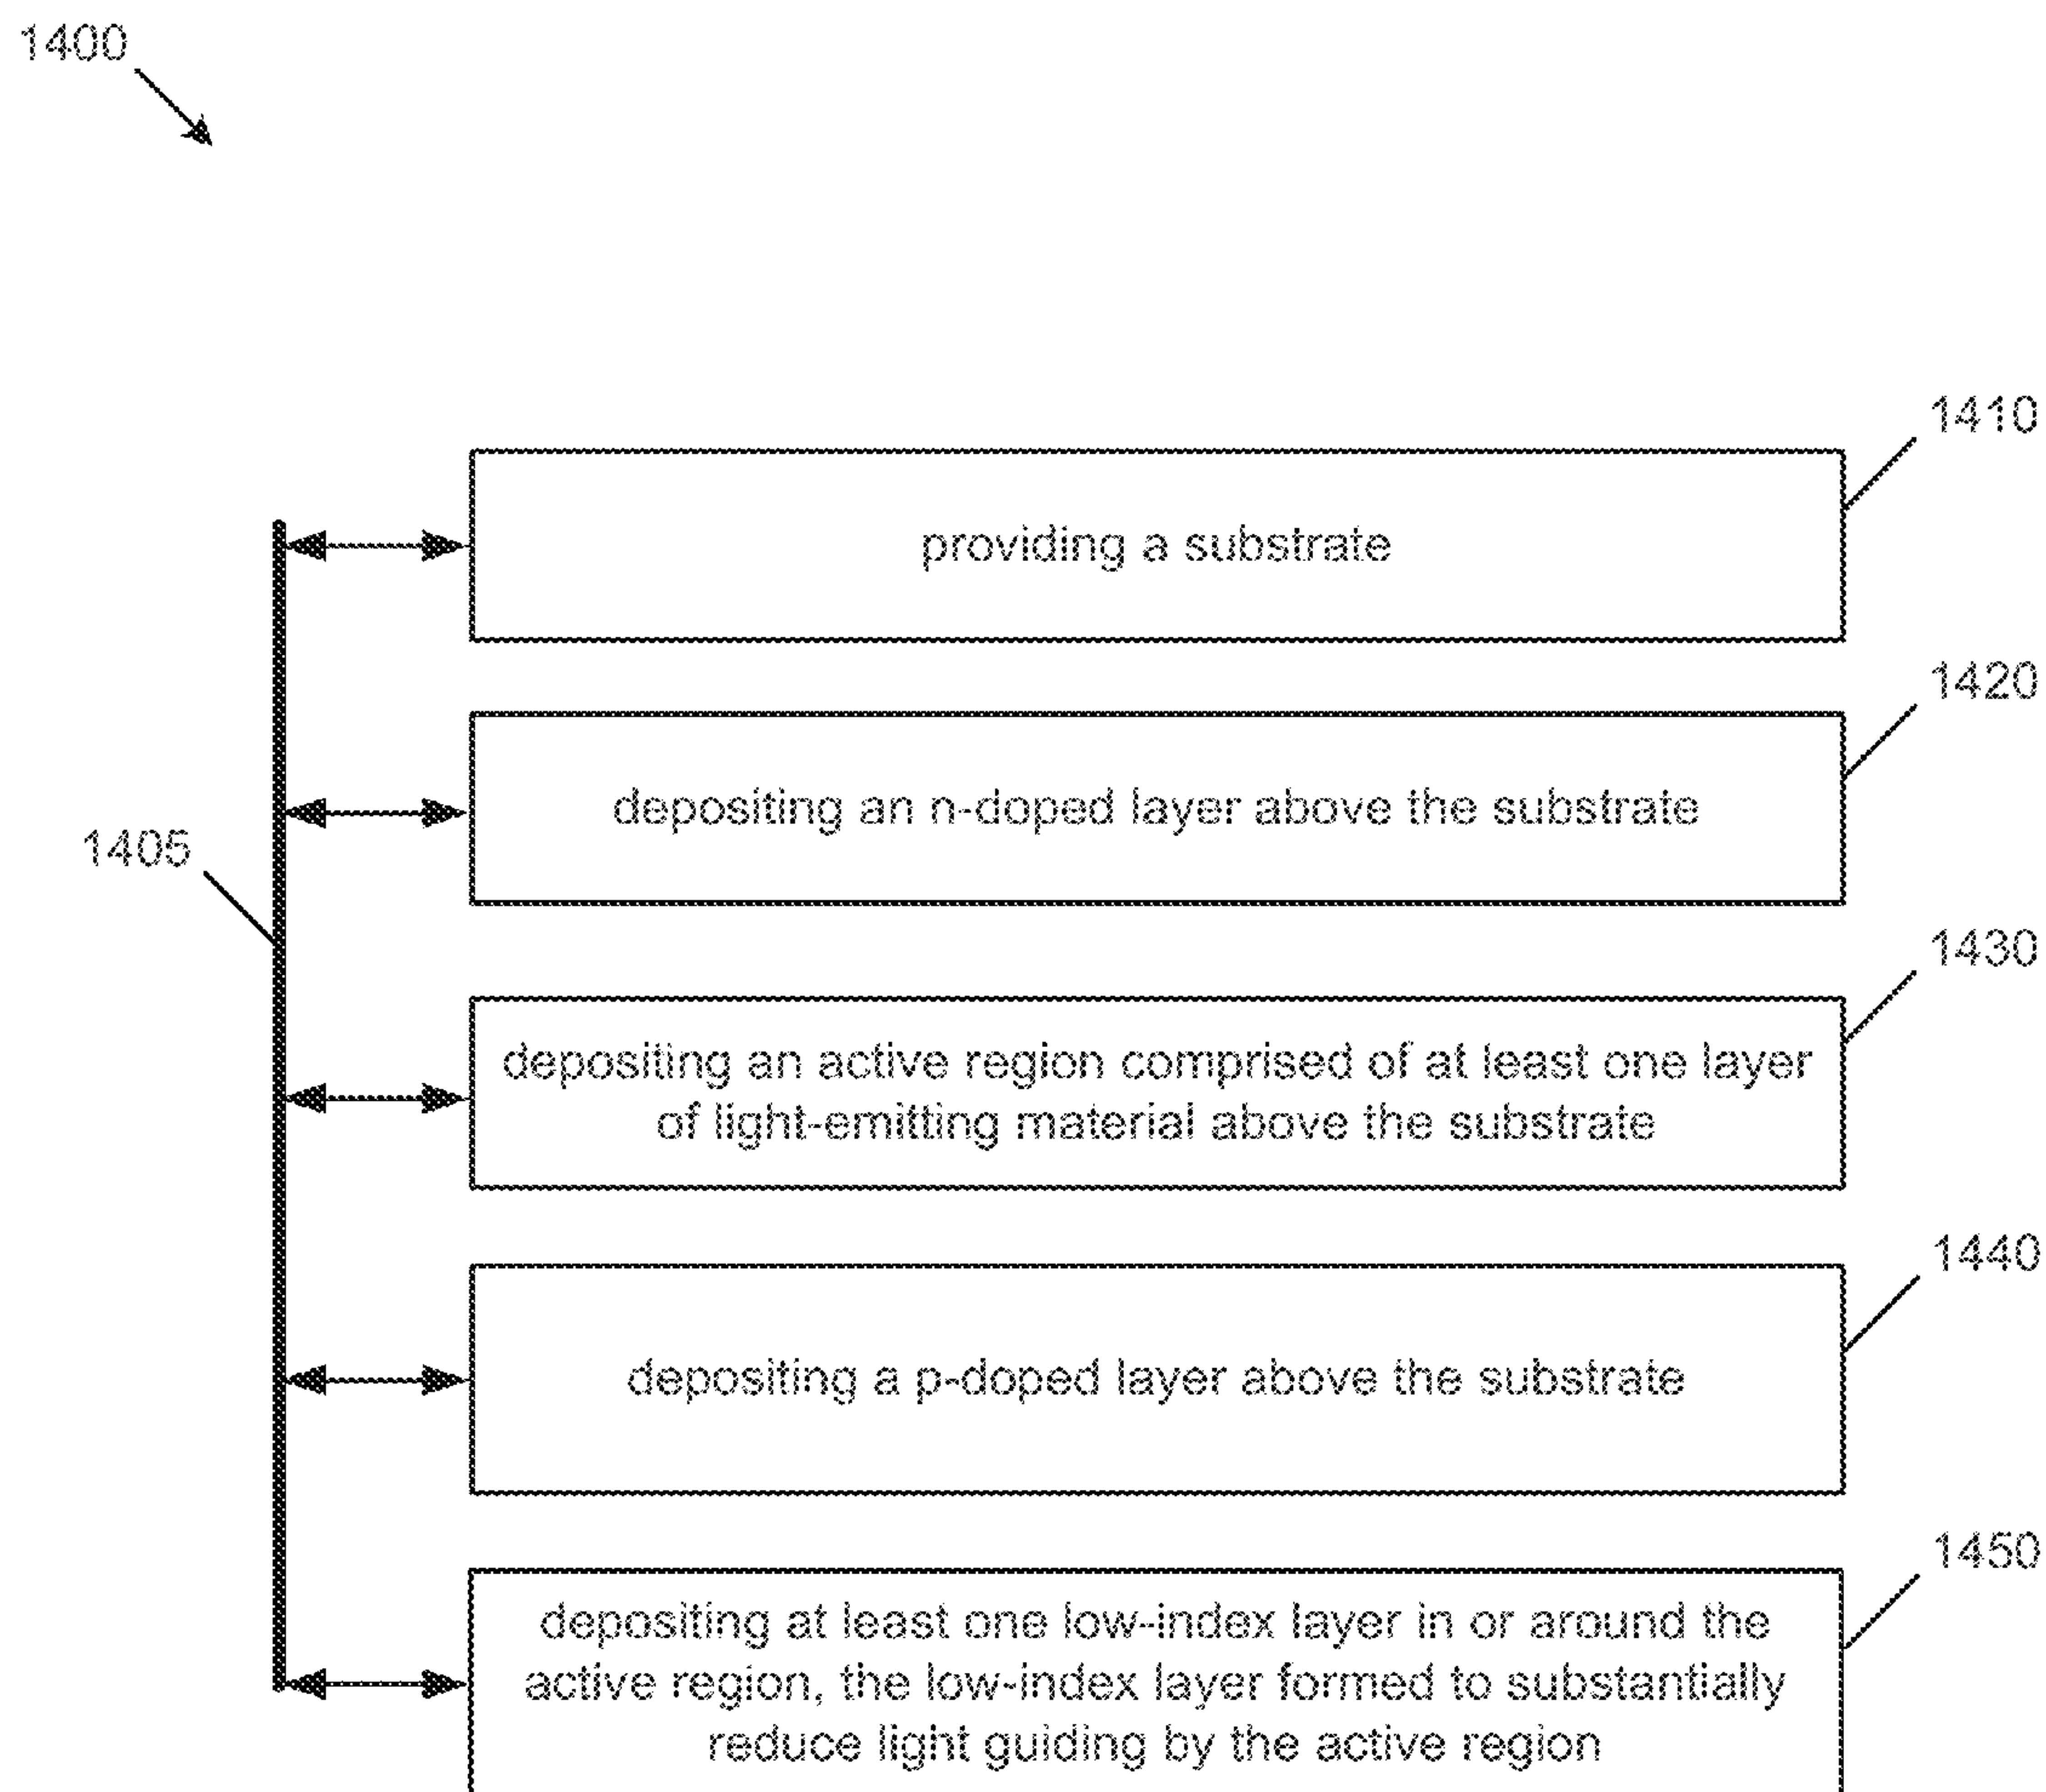 1400
1410
providing a substrate
1420
depositing an n-doped layer above the substrate
1405
1430
depositing an active region comprised of at least one layer
of light-emitting material above the substrate
1440
depositing a p-doped layer above the substrate
1450
depositing at least one low-index layer in or around the
active region, the low-index layer formed to substantially
reduce light guiding by the active region